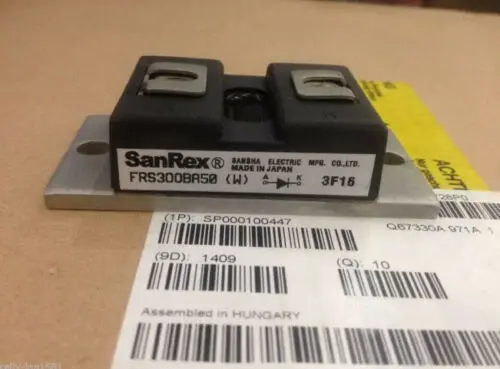 SanRex® SANSHA ELECTRIC MFG. CO.,LTD.
MADE IN JAPAN
FRS300BA50 (W) A K 3F16
ACHT
(1P): SP000100447
Q67330A 971A 1
(9D): 1409
(Q): 10
Assembled in HUNGARY